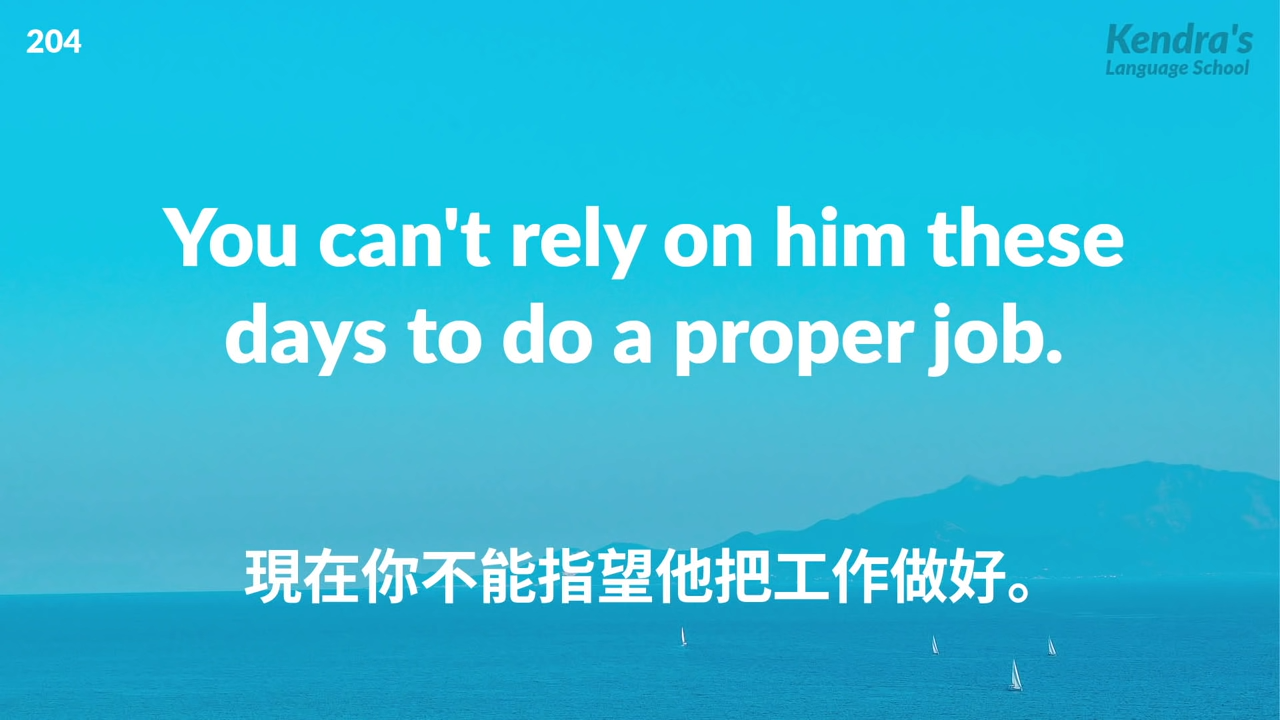 204
Kendra's
Language School
You can't rely on him these
days to do a proper job.
現在你不能指望他把工作做好。